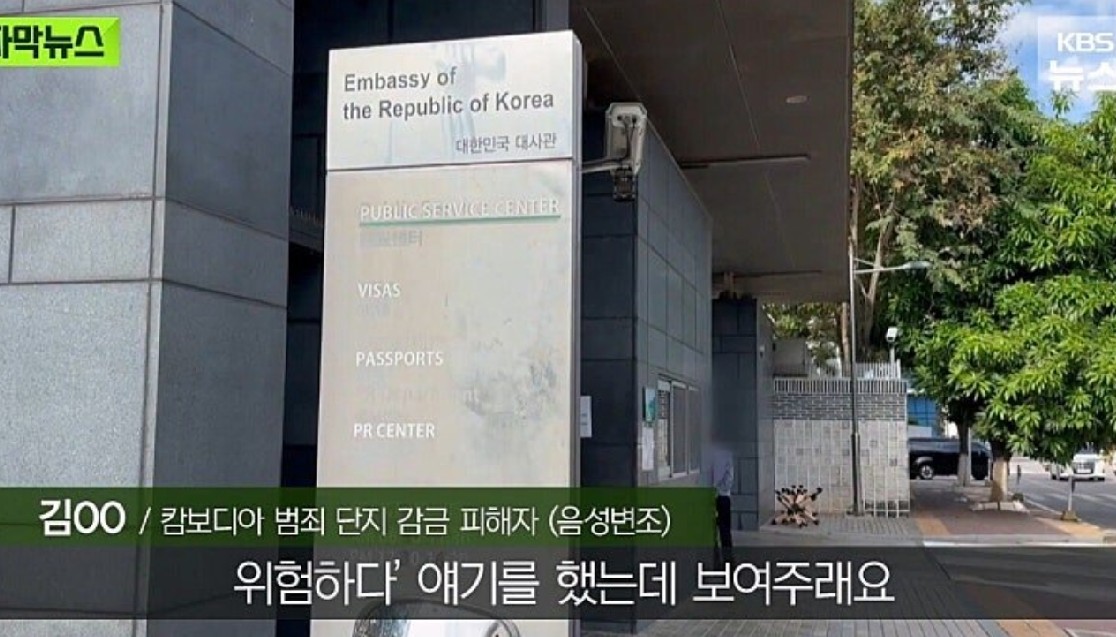 자막뉴스
KBS
뉴스
Embassy of
the Republic of Korea
대한민국 대사관
PUBLIC SERVICE CENTER
VISAS
PASSPORTS
PR CENTER
김OO / 캄보디아 범죄 단지 감금 피해자 (음성변조)
위험하다’ 얘기를 했는데 보여주래요